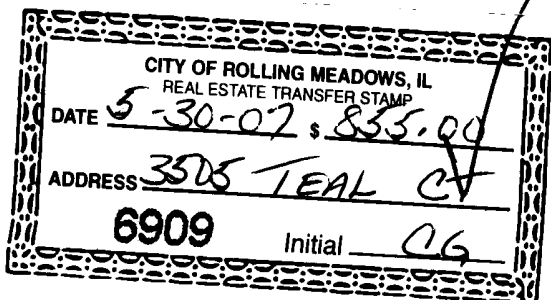 CITY OF ROLLING MEADOWS, IL
REAL ESTATE TRANSFER STAMP
DATE 5-30-07 $ 855.00
ADDRESS 3505 TEAL CT
6909 Initial CG